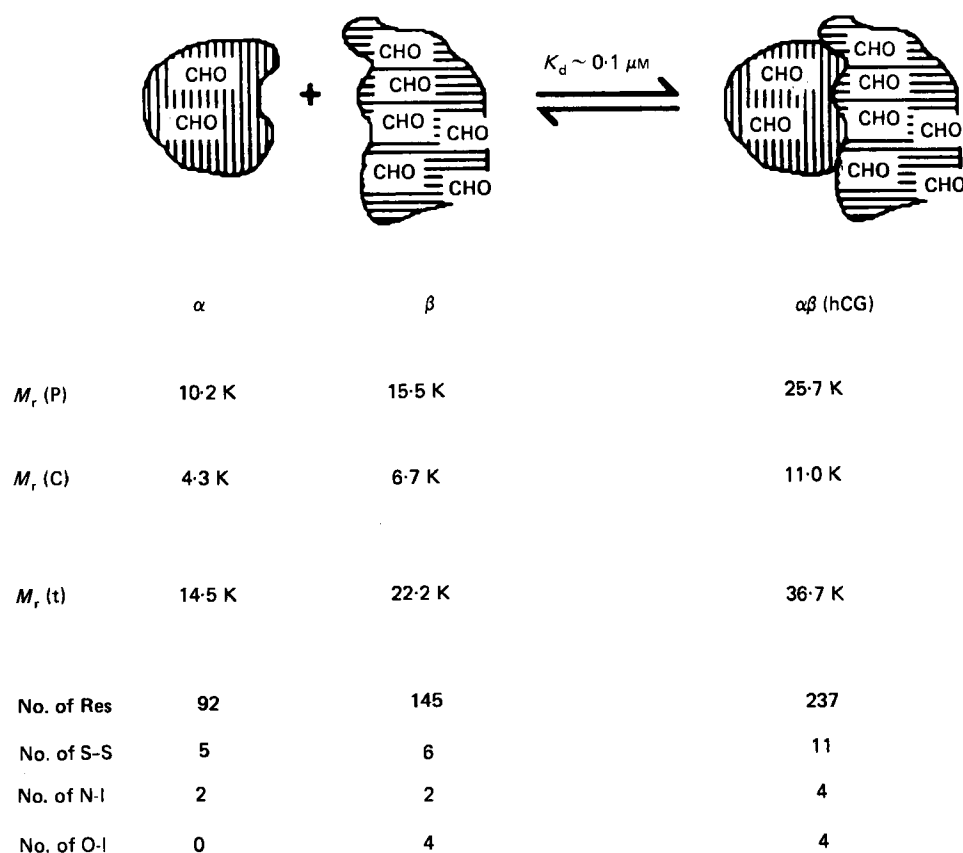 CHO CHO
K_d ~ 0·1 μM
CHO CHO CHO CHO
+
CHO CHO CHO CHO
CHO CHO
CHO CHO
CHO CHO
α β αβ (hCG)
M_r (P) 10·2 K 15·5 K 25·7 K
M_r (C) 4·3 K 6·7 K 11·0 K
M_r (t) 14·5 K 22·2 K 36·7 K
No. of Res 92 145 237
No. of S-S 5 6 11
No. of N-l 2 2 4
No. of O-l 0 4 4